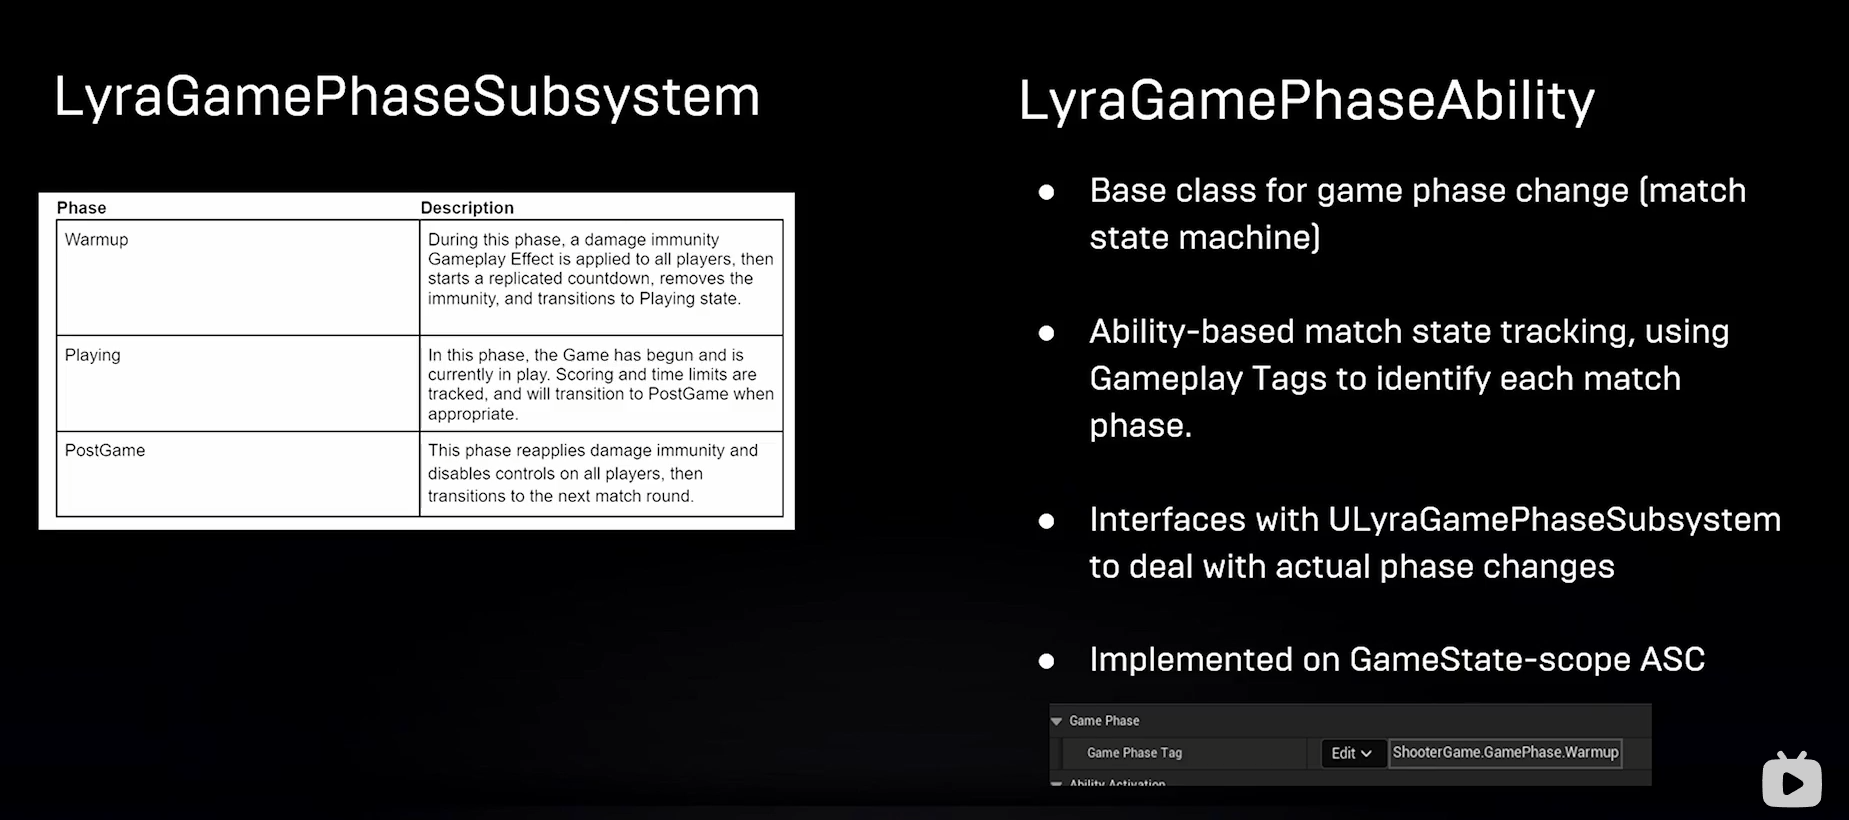 LyraGamePhaseSubsystem
Phase Description
Warmup
During this phase, a damage immunity
Gameplay Effect is applied to all players, then
starts a replicated countdown, removes the
immunity, and transitions to Playing state.
Playing
In this phase, the Game has begun and is
currently in play. Scoring and time limits are
tracked, and will transition to PostGame when
appropriate.
PostGame
This phase reapplies damage immunity and
disables controls on all players, then
transitions to the next match round.
LyraGamePhaseAbility
● Base class for game phase change (match
state machine)
● Ability-based match state tracking, using
Gameplay Tags to identify each match
phase.
● Interfaces with ULyraGamePhaseSubsystem
to deal with actual phase changes
● Implemented on GameState-scope ASC
Game Phase
Game Phase Tag Edit ShooterGame.GamePhase.Warmup
Ability Activation